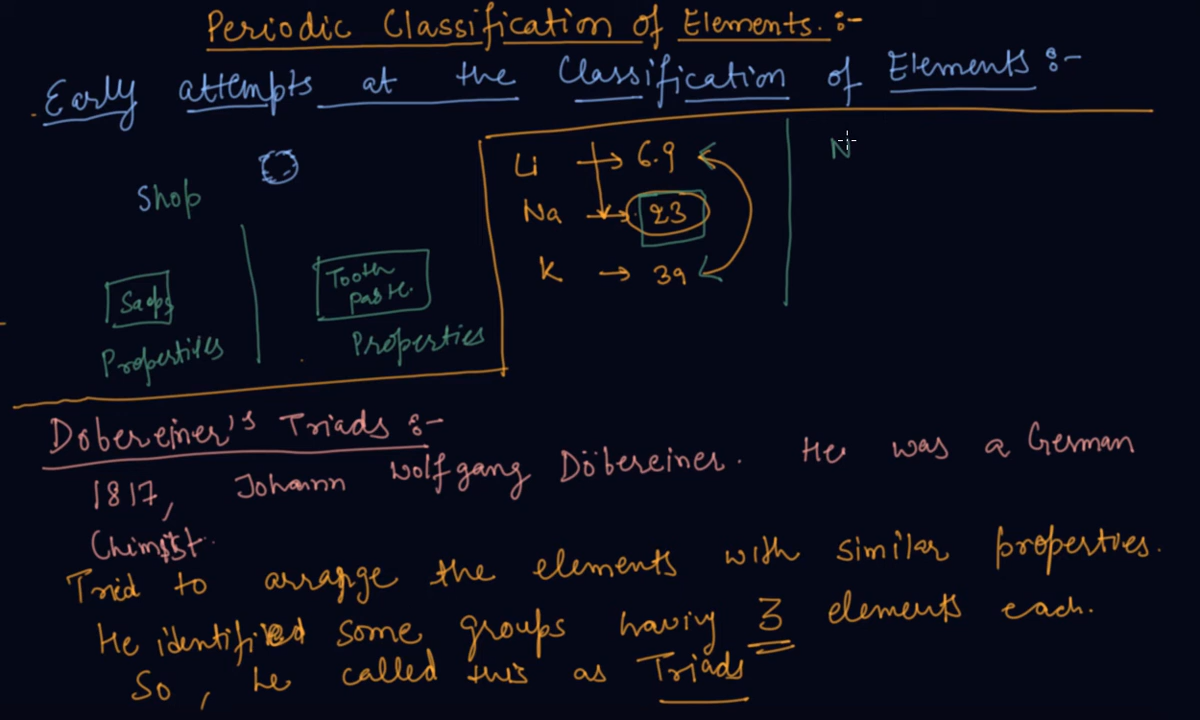 Periodic Classification of Elements :-
Early attempts at the Classification of Elements :-
Shop
Soaps
Properties
Tooth
paste.
Properties
Li → 6.9
Na → 23
K → 39
N
Dobereiner's Triads :-
1817, Johann Wolfgang Döbereiner. He was a German
Chemist.
Tried to arrange the elements with similar properties.
He identified some groups having 3 elements each.
So, he called this as Triads